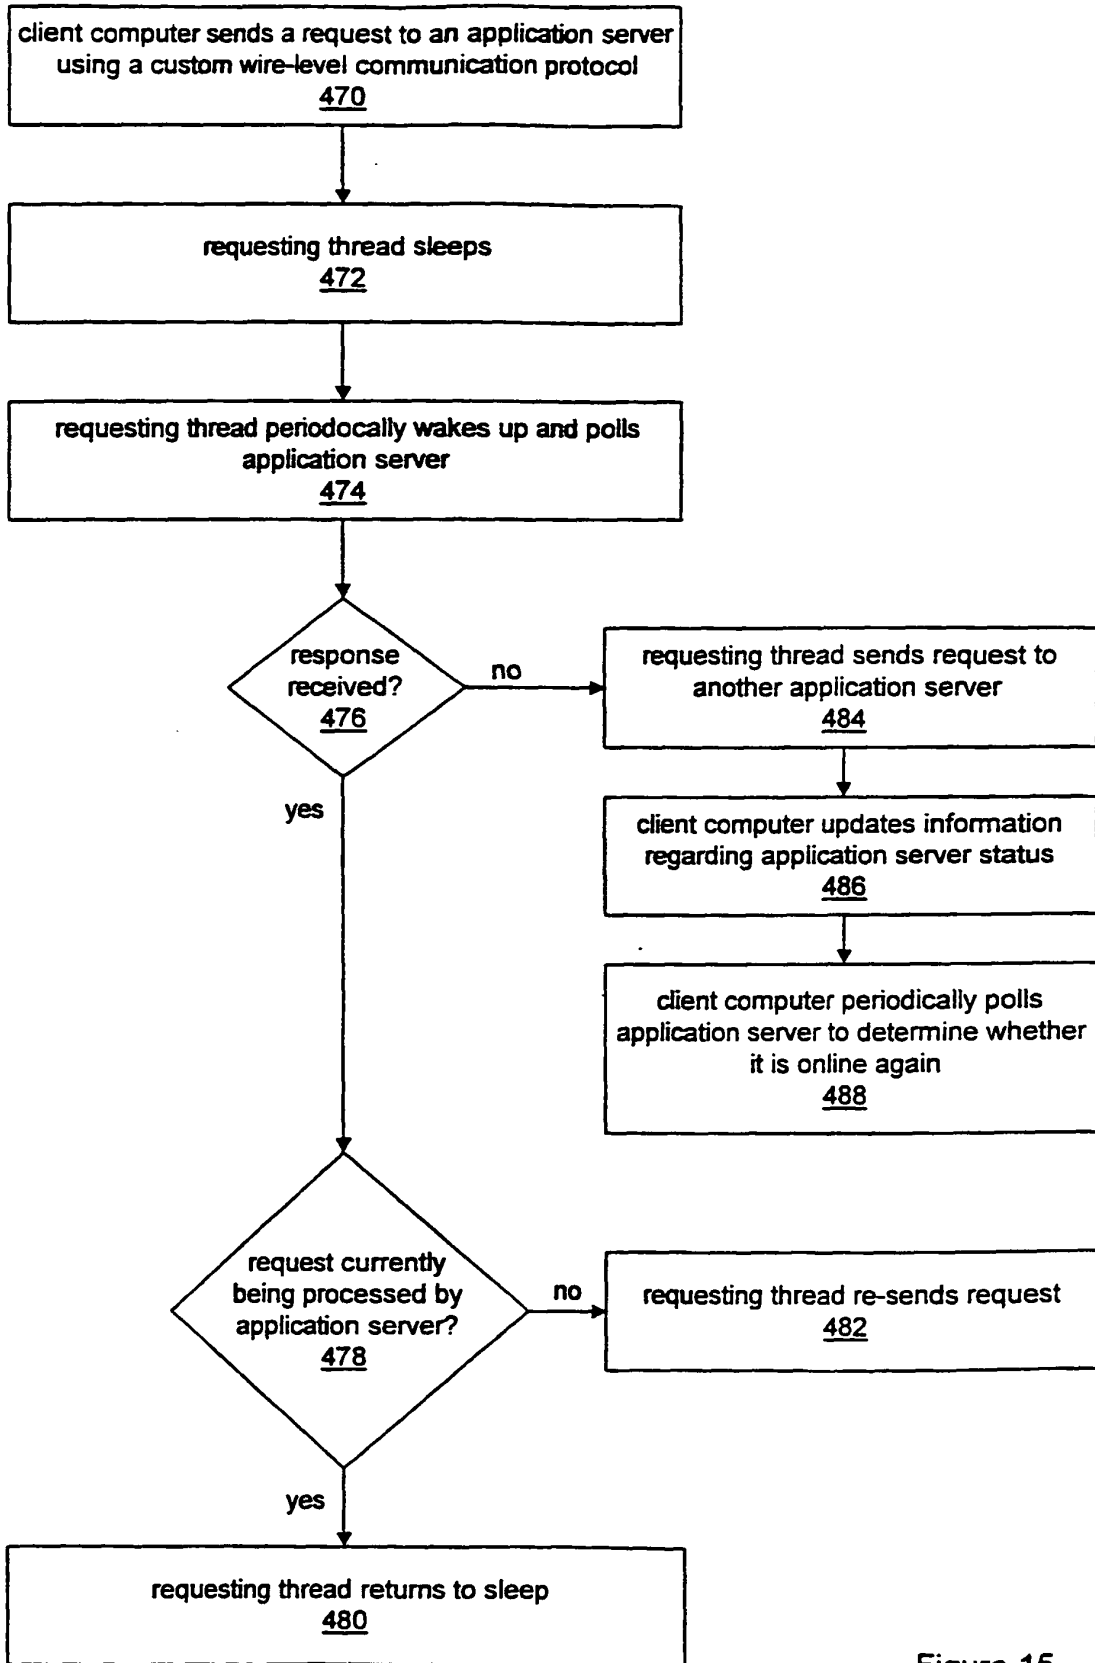 client computer sends a request to an application server
using a custom wire-level communication protocol
470
requesting thread sleeps
472
requesting thread periodocally wakes up and polls
application server
474
response
received?
476
no
requesting thread sends request to
another application server
484
yes
client computer updates information
regarding application server status
486
client computer periodically polls
application server to determine whether
it is online again
488
request currently
being processed by
application server?
478
no
requesting thread re-sends request
482
yes
requesting thread returns to sleep
480
Figure 15